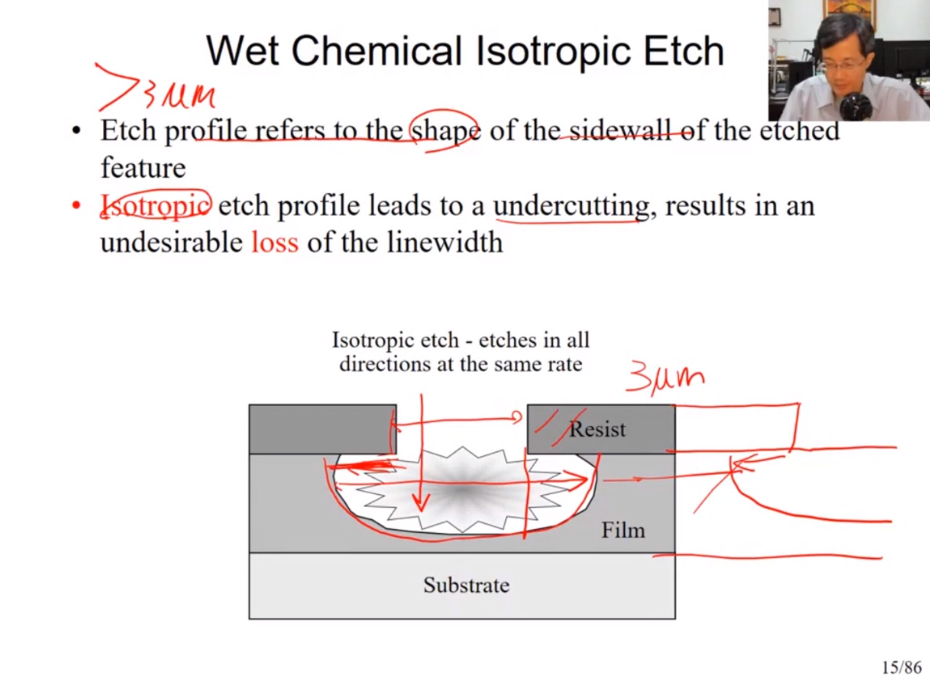 Wet Chemical Isotropic Etch
>3μm
• Etch profile refers to the shape of the sidewall of the etched
feature
• Isotropic etch profile leads to a undercutting, results in an
undesirable loss of the linewidth
Isotropic etch - etches in all
directions at the same rate
3μm
Resist
Film
Substrate
15/86